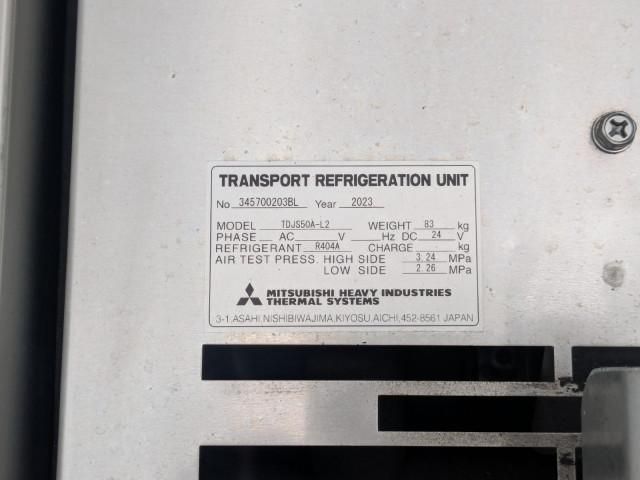 TRANSPORT REFRIGERATION UNIT
No 345700203BL Year 2023
MODEL TDJS50A-L2 WEIGHT 83 kg
PHASE AC V Hz DC 24 V
REFRIGERANT R404A CHARGE - kg
AIR TEST PRESS. HIGH SIDE 3.24 MPa
LOW SIDE 2.26 MPa
MITSUBISHI HEAVY INDUSTRIES
THERMAL SYSTEMS
3-1,ASAHI,NISHIBIWAJIMA,KIYOSU,AICHI,452-8561 JAPAN